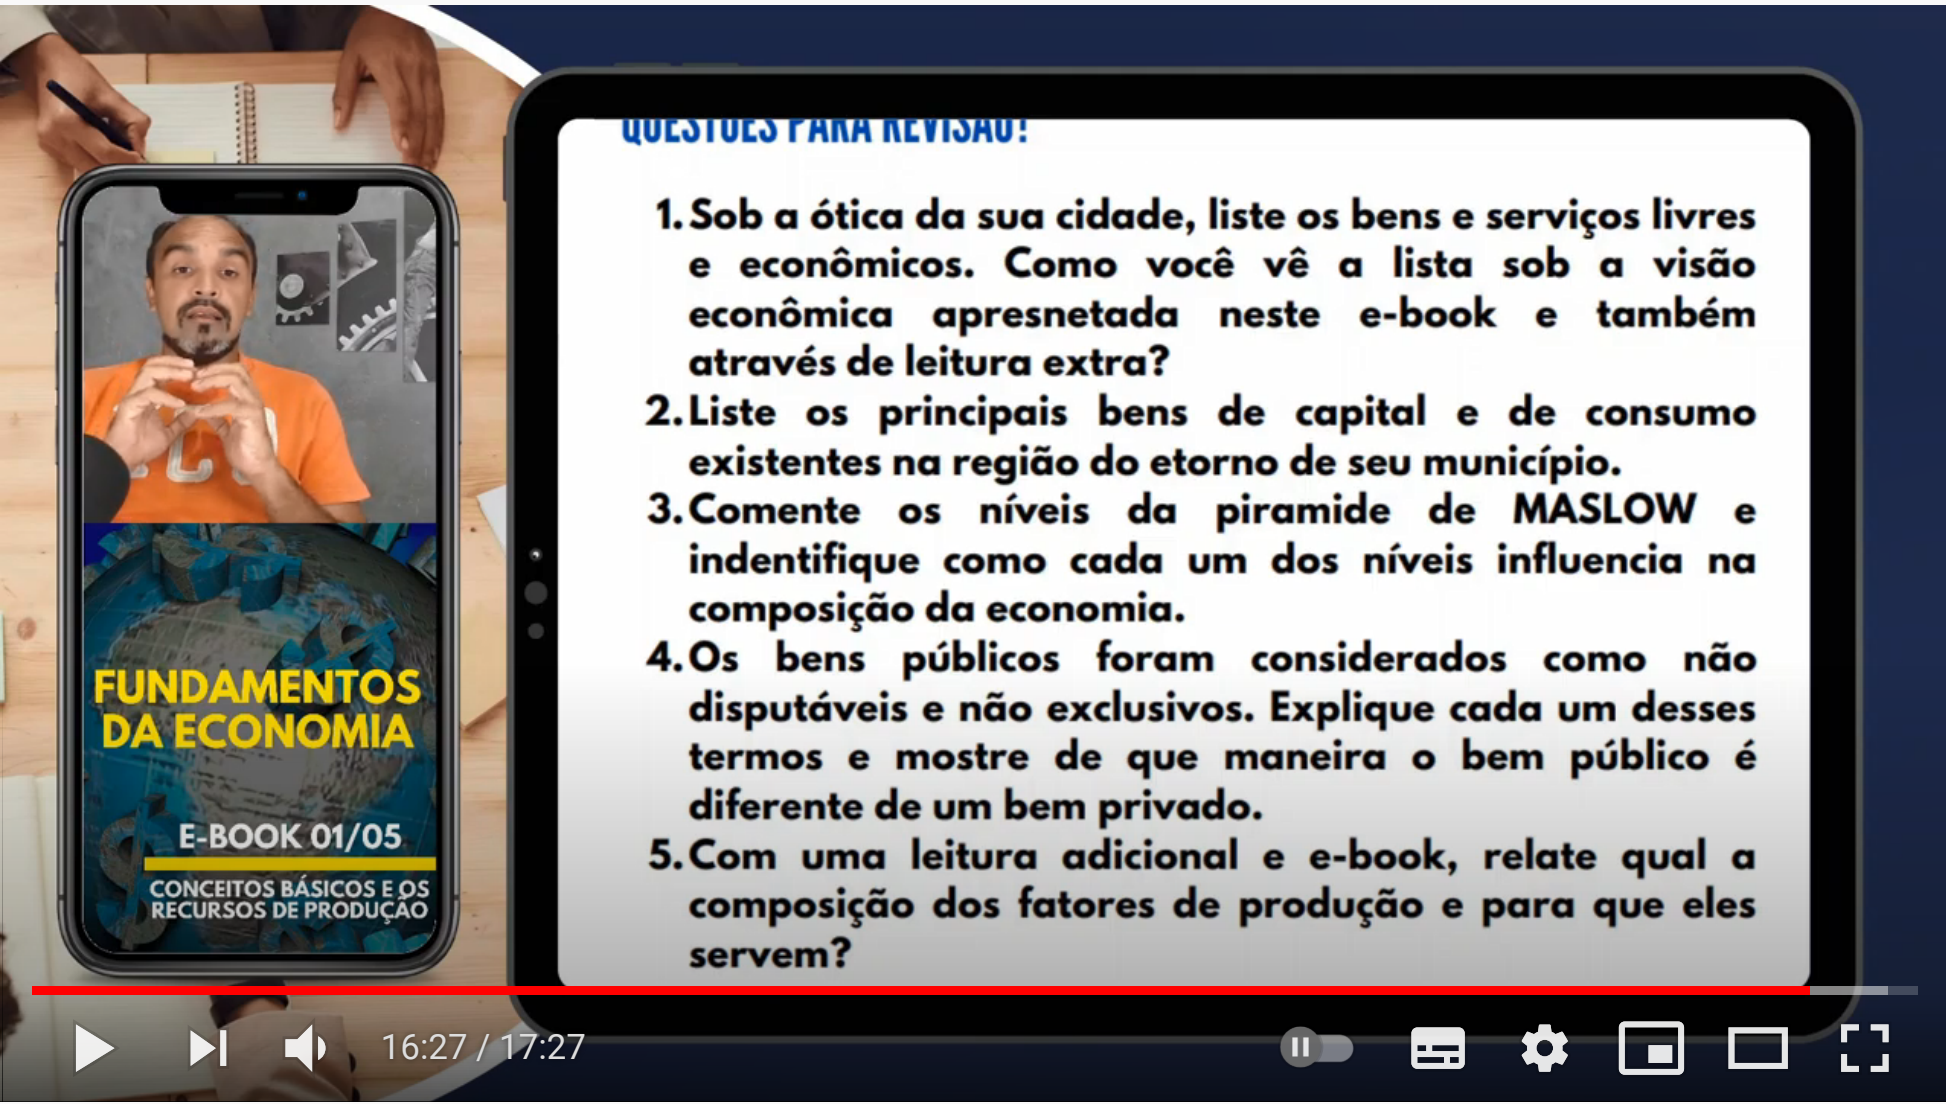 QUESTÕES PARA REVISÃO!
1. Sob a ótica da sua cidade, liste os bens e serviços livres
e econômicos. Como você vê a lista sob a visão
econômica apresnetada neste e-book e também
através de leitura extra?
2. Liste os principais bens de capital e de consumo
existentes na região do etorno de seu município.
3. Comente os níveis da piramide de MASLOW e
indentifique como cada um dos níveis influencia na
composição da economia.
4. Os bens públicos foram considerados como não
disputáveis e não exclusivos. Explique cada um desses
termos e mostre de que maneira o bem público é
diferente de um bem privado.
5. Com uma leitura adicional e e-book, relate qual a
composição dos fatores de produção e para que eles
servem?
FUNDAMENTOS
DA ECONOMIA
E-BOOK 01/05
CONCEITOS BÁSICOS E OS
RECURSOS DE PRODUÇÃO
16:27 / 17:27